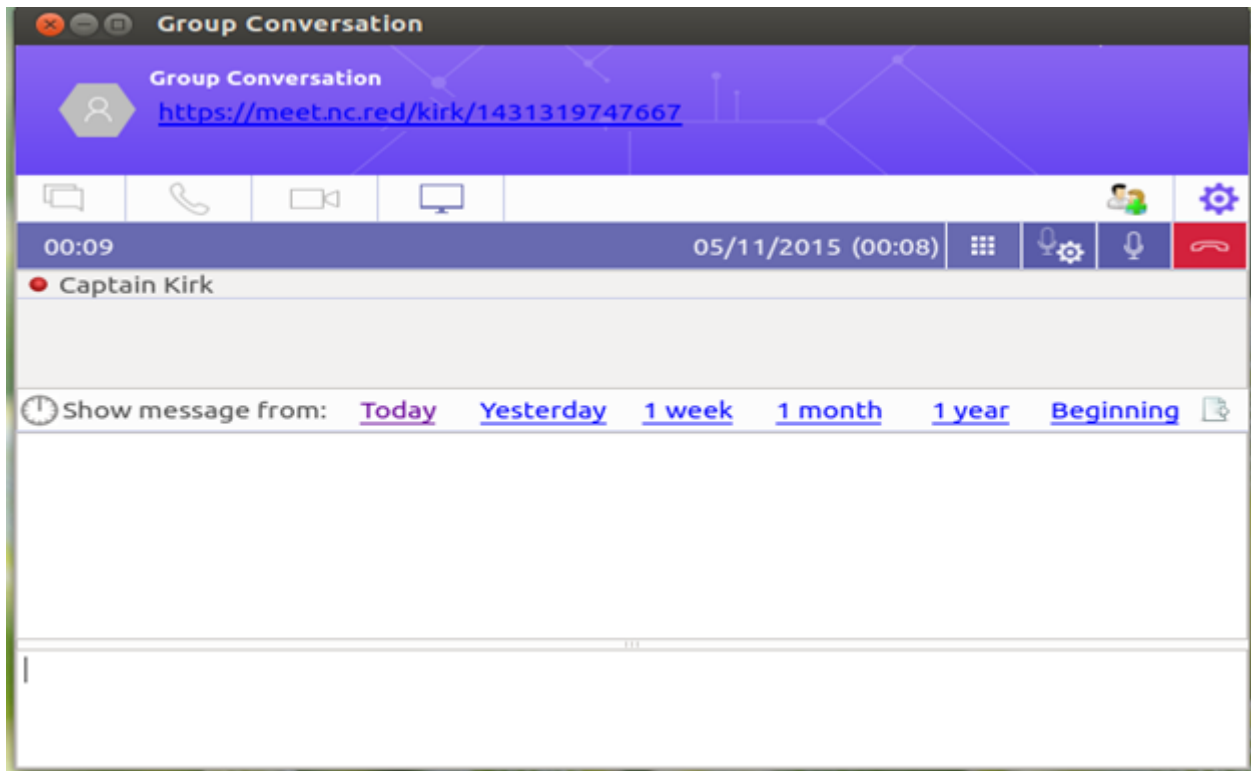 Group Conversation
Group Conversation
https://meet.nc.red/kirk/1431319747667
00:09 05/11/2015 (00:08)
Captain Kirk
Show message from: Today Yesterday 1 week 1 month 1 year Beginning